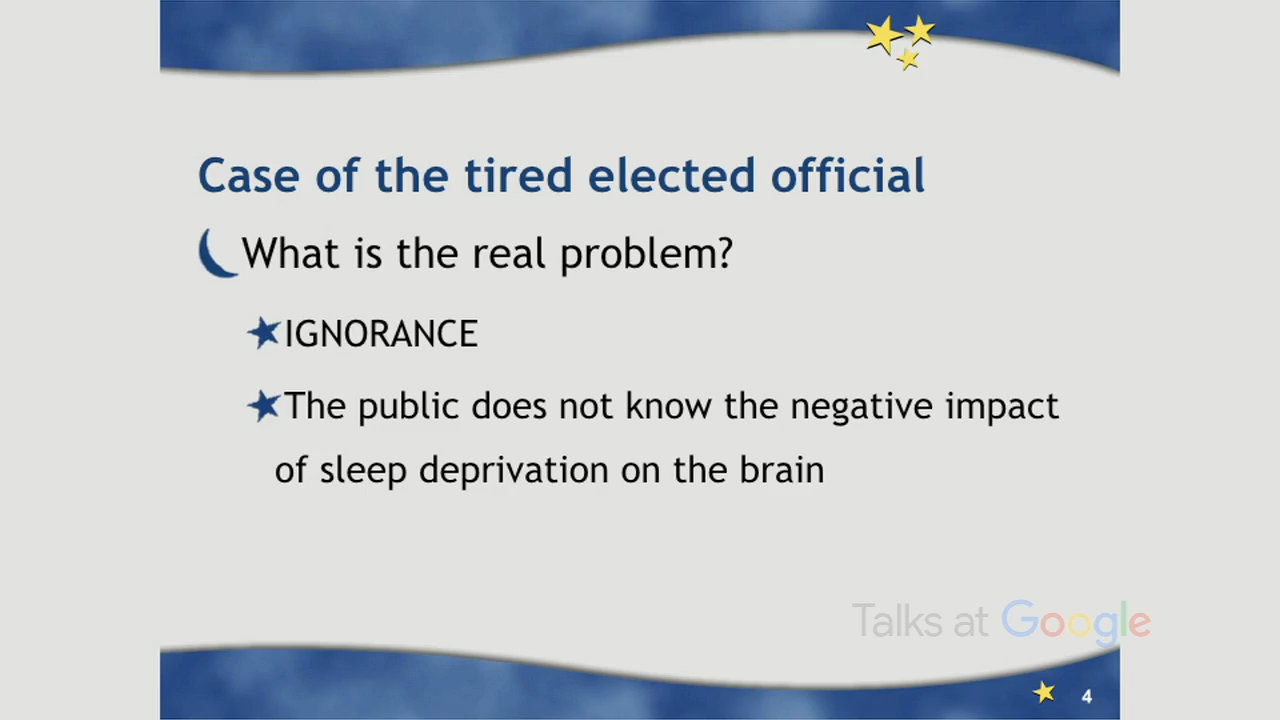 Case of the tired elected official
What is the real problem?
IGNORANCE
The public does not know the negative impact
of sleep deprivation on the brain
Talks at Google
4